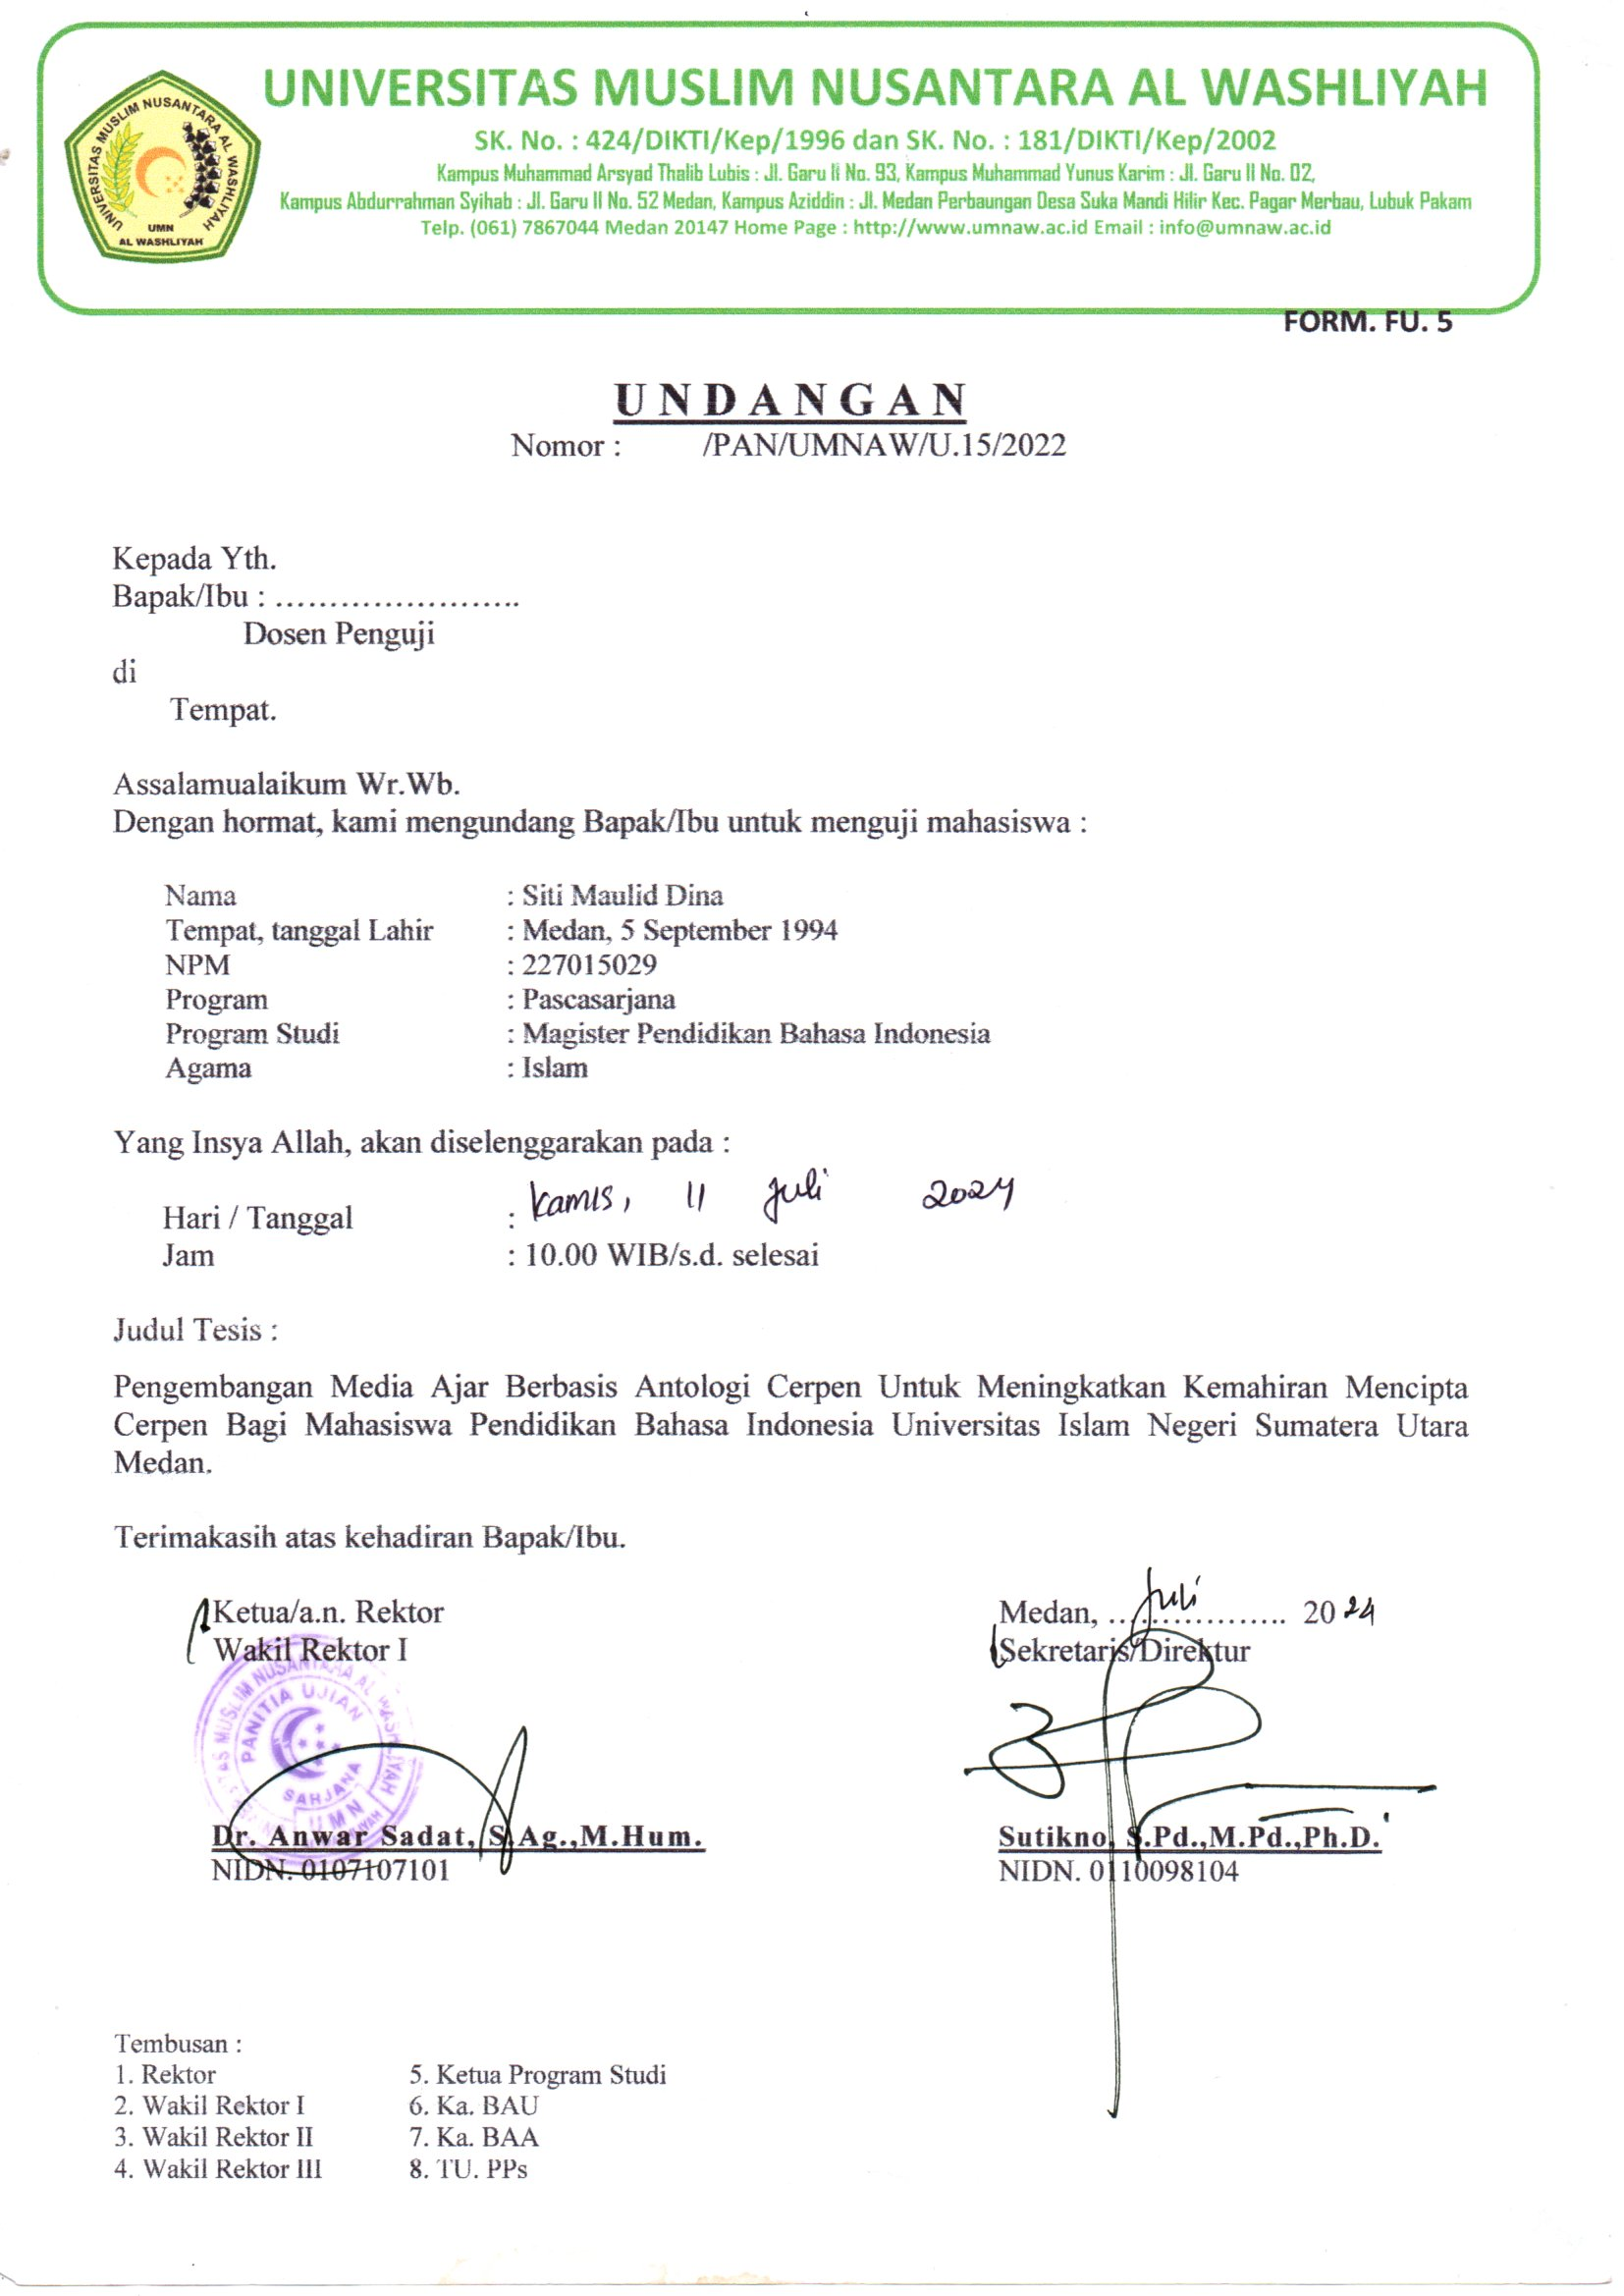 UNIVERSITAS MUSLIM NUSANTARA AL WASHLIYAH
UMN
AL WASHLIYAH
UNIVERSITAS MUSLIM NUSANTARA AL WASHLIYAH
SK. No. : 424/DIKTI/Kep/1996 dan SK. No. : 181/DIKTI/Kep/2002
Kampus Muhammad Arsyad Thalib Lubis : Jl. Garu II No. 93, Kampus Muhammad Yunus Karim : Jl. Garu II No. 02,
Kampus Abdurrahman Syihab : Jl. Garu II No. 52 Medan, Kampus Aziddin : Jl. Medan Perbaungan Desa Suka Mandi Hilir Kec. Pagar Merbau, Lubuk Pakam
Telp. (061) 7867044 Medan 20147 Home Page : http://www.umnaw.ac.id Email : info@umnaw.ac.id
FORM. FU. 5
UNDANGAN
Nomor : /PAN/UMNAW/U.15/2022
Kepada Yth.
Bapak/Ibu : ........................
Dosen Penguji
di
Tempat.
Assalamualaikum Wr.Wb.
Dengan hormat, kami mengundang Bapak/Ibu untuk menguji mahasiswa :
Nama : Siti Maulid Dina
Tempat, tanggal Lahir : Medan, 5 September 1994
NPM : 227015029
Program : Pascasarjana
Program Studi : Magister Pendidikan Bahasa Indonesia
Agama : Islam
Yang Insya Allah, akan diselenggarakan pada :
Hari / Tanggal : Kamis, 11 Juli 2024
Jam : 10.00 WIB/s.d. selesai
Judul Tesis :
Pengembangan Media Ajar Berbasis Antologi Cerpen Untuk Meningkatkan Kemahiran Mencipta
Cerpen Bagi Mahasiswa Pendidikan Bahasa Indonesia Universitas Islam Negeri Sumatera Utara
Medan.
Terimakasih atas kehadiran Bapak/Ibu.
Ketua/a.n. Rektor
Wakil Rektor I
PANITIA UJIAN
SARJANA
UMN
Dr. Anwar Sadat, S.Ag.,M.Hum.
NIDN. 0107107101
Medan, ... Juli ............... 2024
Sekretaris/Direktur
Sutikno, S.Pd.,M.Pd.,Ph.D.
NIDN. 0110098104
Tembusan :
1. Rektor
2. Wakil Rektor I
3. Wakil Rektor II
4. Wakil Rektor III
5. Ketua Program Studi
6. Ka. BAU
7. Ka. BAA
8. TU. PPs